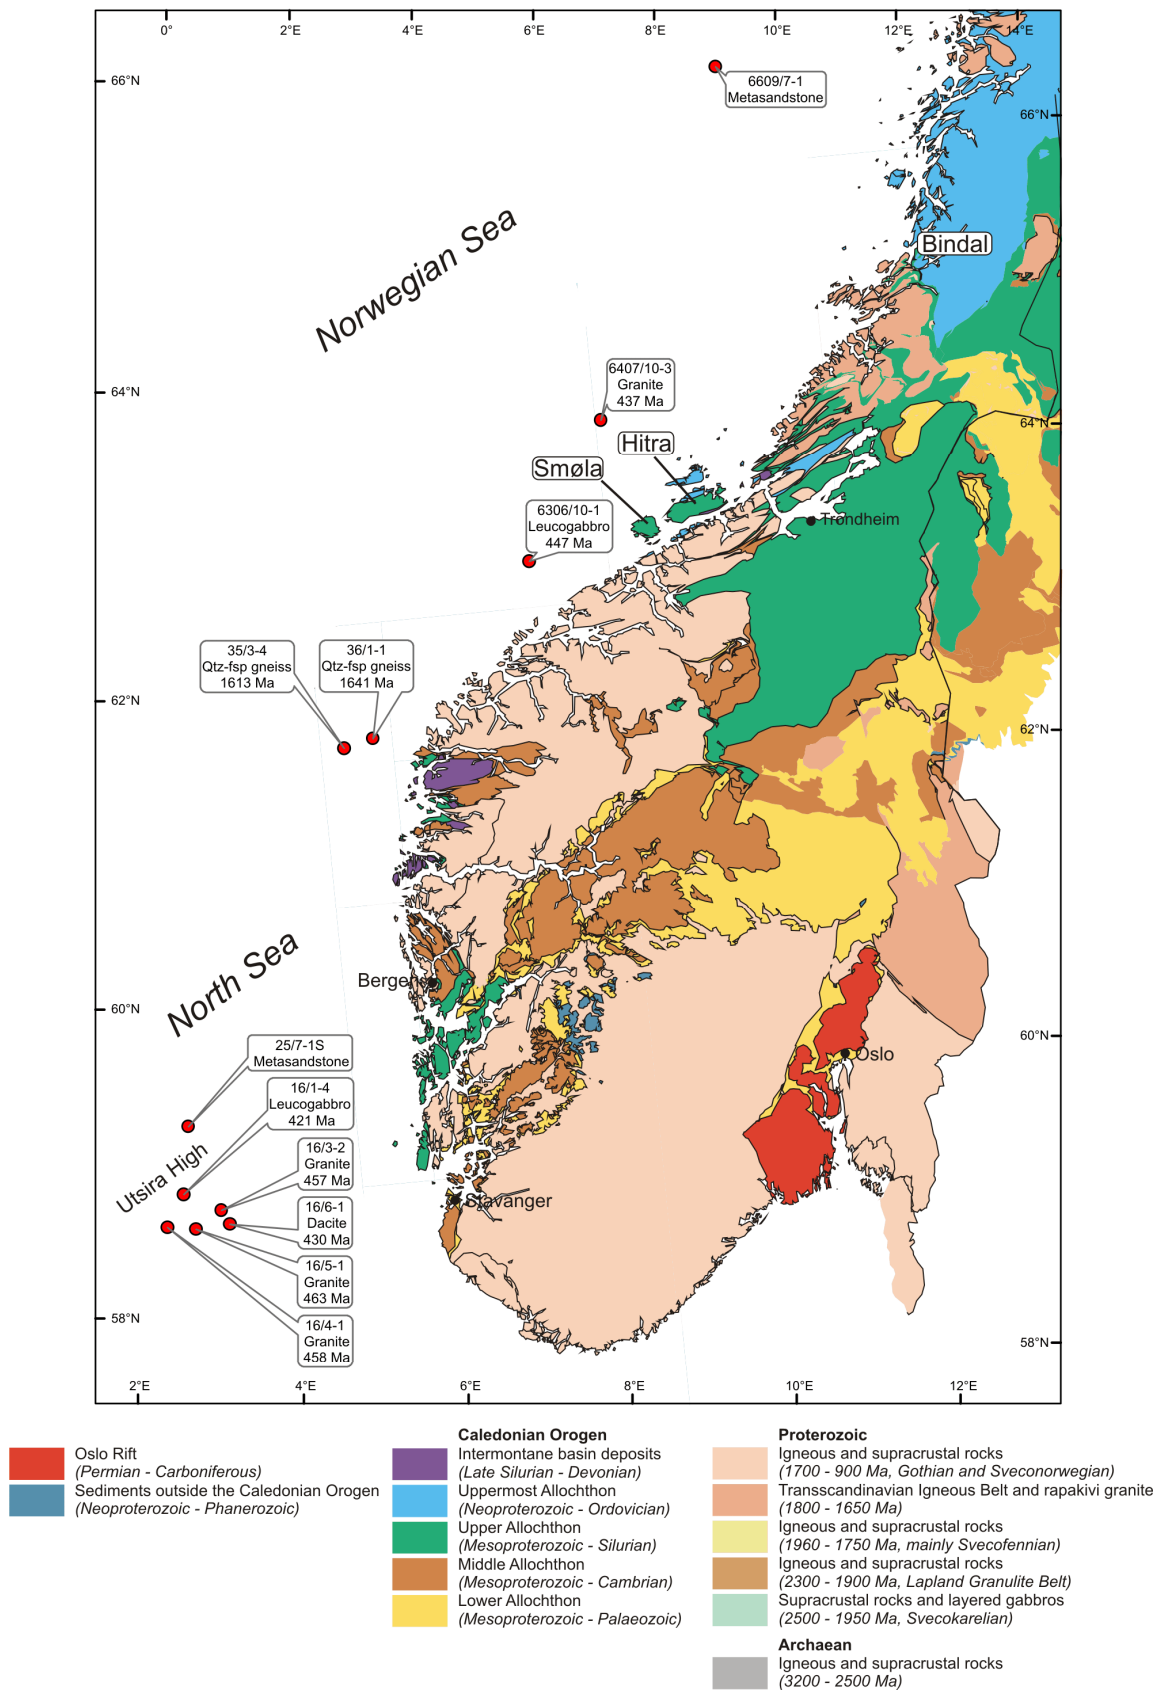 0°
2°E
4°E
6°E
8°E
10°E
12°E
14°E
66°N
6609/7-1
Metasandstone
66°N
Norwegian Sea
Bindal
6407/10-3
Granite
437 Ma
64°N
64°N
Hitra
Smøla
6306/10-1
Leucogabbro
447 Ma
Trondheim
35/3-4
Qtz-fsp gneiss
1613 Ma
36/1-1
Qtz-fsp gneiss
1641 Ma
62°N
62°N
North Sea
Bergen
60°N
60°N
Oslo
25/7-1S
Metasandstone
16/1-4
Leucogabbro
421 Ma
Utsira High
16/3-2
Granite
457 Ma
Stavanger
16/6-1
Dacite
430 Ma
16/5-1
Granite
463 Ma
16/4-1
Granite
458 Ma
58°N
58°N
2°E
4°E
6°E
8°E
10°E
12°E
Oslo Rift
(Permian - Carboniferous)
Sediments outside the Caledonian Orogen
(Neoproterozoic - Phanerozoic)
Caledonian Orogen
Intermontane basin deposits
(Late Silurian - Devonian)
Uppermost Allochthon
(Neoproterozoic - Ordovician)
Upper Allochthon
(Mesoproterozoic - Silurian)
Middle Allochthon
(Mesoproterozoic - Cambrian)
Lower Allochthon
(Mesoproterozoic - Palaeozoic)
Proterozoic
Igneous and supracrustal rocks
(1700 - 900 Ma, Gothian and Sveconorwegian)
Transscandinavian Igneous Belt and rapakivi granite
(1800 - 1650 Ma)
Igneous and supracrustal rocks
(1960 - 1750 Ma, mainly Svecofennian)
Igneous and supracrustal rocks
(2300 - 1900 Ma, Lapland Granulite Belt)
Supracrustal rocks and layered gabbros
(2500 - 1950 Ma, Svecokarelian)
Archaean
Igneous and supracrustal rocks
(3200 - 2500 Ma)